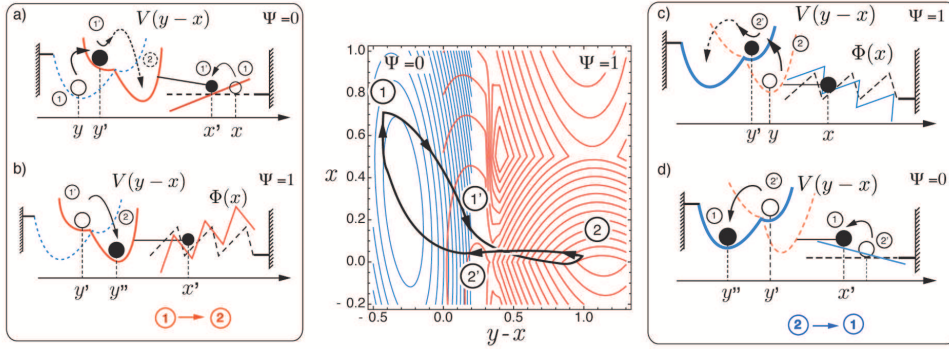 a) V(y-x) Ψ=0
1 1' 2 1' 1
y y' x' x
b) V(y-x) Φ(x) Ψ=1
1' 2
y' y" x'
1 → 2
Ψ=0 Ψ=1
1.0
0.8
0.6
0.4
0.2
0.0
-0.2
x
1
1'
2
2'
-0.5 0.0 0.5 1.0
y-x
c) V(y-x) Ψ=1
Φ(x)
2' 2
y' y x
d) V(y-x) Ψ=0
1 2' 1 2'
y" y' x'
2 → 1